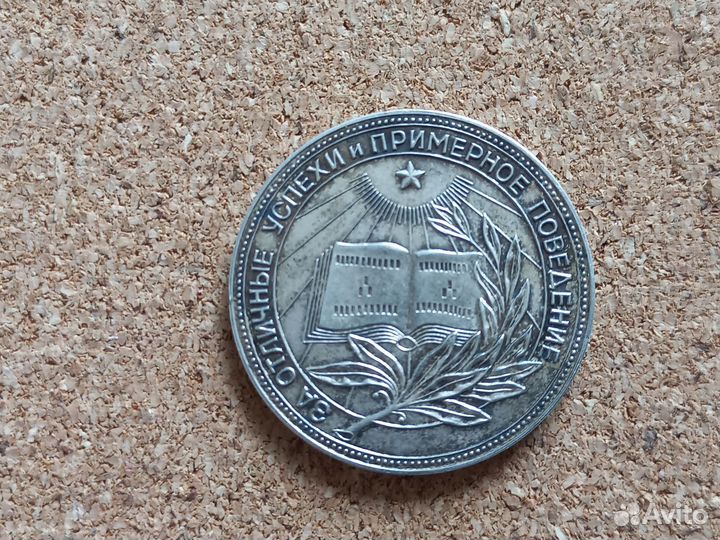 ЗА ОТЛИЧНЫЕ УСПЕХИ и ПРИМЕРНОЕ ПОВЕДЕНИЕ
Avito